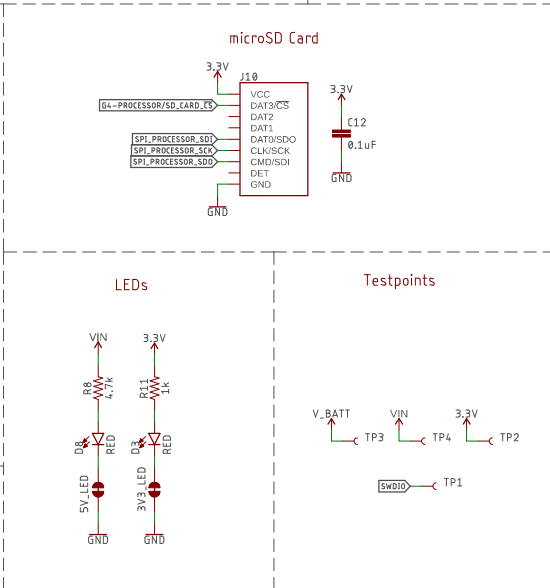 microSD Card
3.3V
J10
VCC
G4-PROCESSOR/SD_CARD_CS
DAT3/CS
DAT2
DAT1
SPI_PROCESSOR_SDI
DAT0/SDO
SPI_PROCESSOR_SCK
CLK/SCK
SPI_PROCESSOR_SDO
CMD/SDI
DET
GND
GND
3.3V
C12
0.1uF
GND
LEDs
VIN
R8
4.7k
D8
RED
5V_LED
GND
3.3V
R11
1k
D3
RED
3V3_LED
GND
Testpoints
V_BATT
TP3
VIN
TP4
3.3V
TP2
SWDIO
TP1